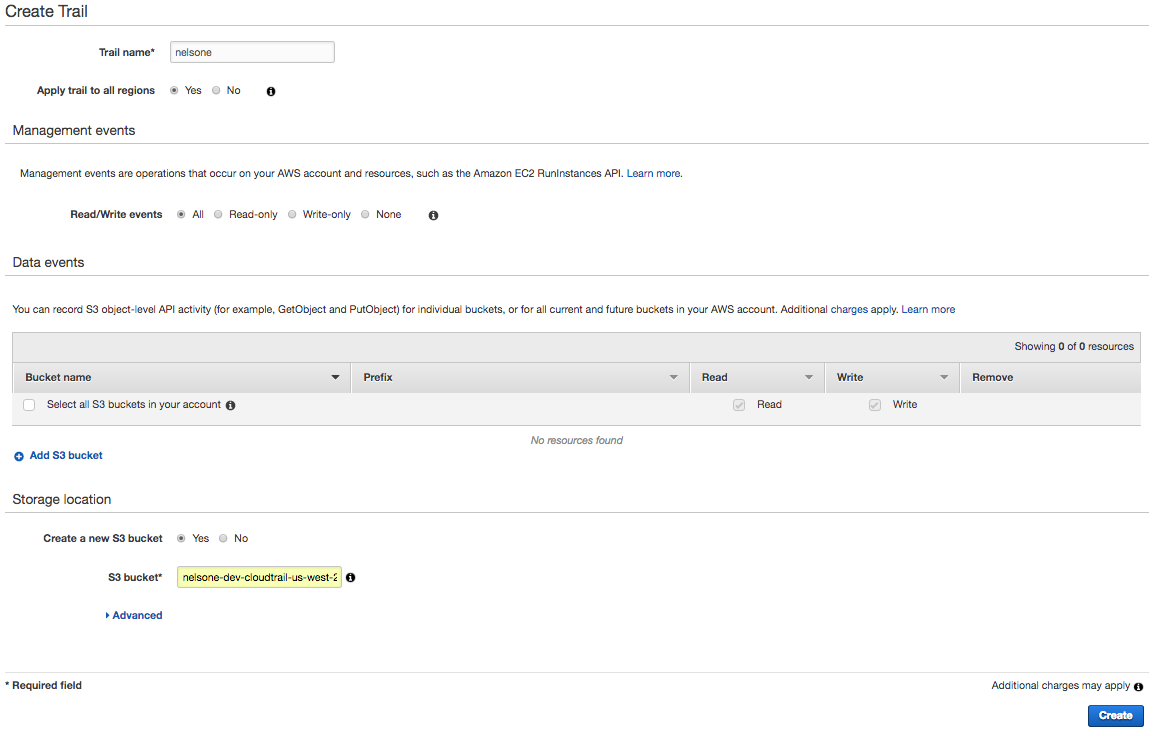 Create Trail
Trail name* nelsone
Apply trail to all regions Yes No
Management events
Management events are operations that occur on your AWS account and resources, such as the Amazon EC2 RunInstances API. Learn more.
Read/Write events All Read-only Write-only None
Data events
You can record S3 object-level API activity (for example, GetObject and PutObject) for individual buckets, or for all current and future buckets in your AWS account. Additional charges apply. Learn more
Showing 0 of 0 resources
Bucket name Prefix Read Write Remove
Select all S3 buckets in your account Read Write
No resources found
Add S3 bucket
Storage location
Create a new S3 bucket Yes No
S3 bucket* nelsone-dev-cloudtrail-us-west-2
Advanced
* Required field Additional charges may apply
Create